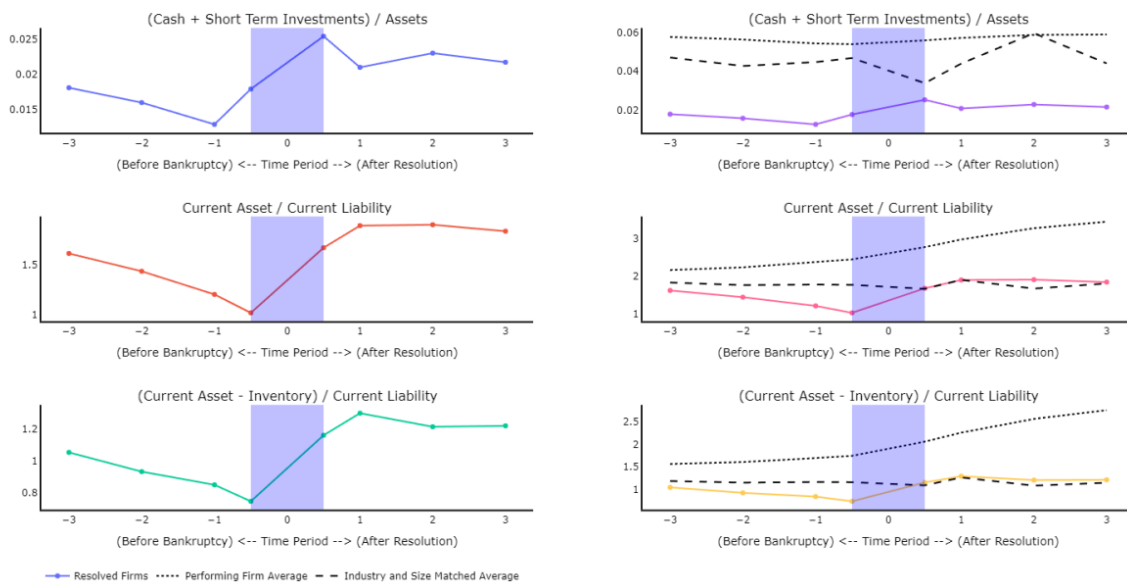 (Cash + Short Term Investments) / Assets
0.025
0.02
0.015
−3 −2 −1 0 1 2 3
(Before Bankruptcy) <-- Time Period --> (After Resolution)
(Cash + Short Term Investments) / Assets
0.06
0.04
0.02
−3 −2 −1 0 1 2 3
(Before Bankruptcy) <-- Time Period --> (After Resolution)
Current Asset / Current Liability
1.5
1
−3 −2 −1 0 1 2 3
(Before Bankruptcy) <-- Time Period --> (After Resolution)
Current Asset / Current Liability
3
2
1
−3 −2 −1 0 1 2 3
(Before Bankruptcy) <-- Time Period --> (After Resolution)
(Current Asset - Inventory) / Current Liability
1.2
1
0.8
−3 −2 −1 0 1 2 3
(Before Bankruptcy) <-- Time Period --> (After Resolution)
(Current Asset - Inventory) / Current Liability
2.5
2
1.5
1
−3 −2 −1 0 1 2 3
(Before Bankruptcy) <-- Time Period --> (After Resolution)
Resolved Firms Performing Firm Average Industry and Size Matched Average